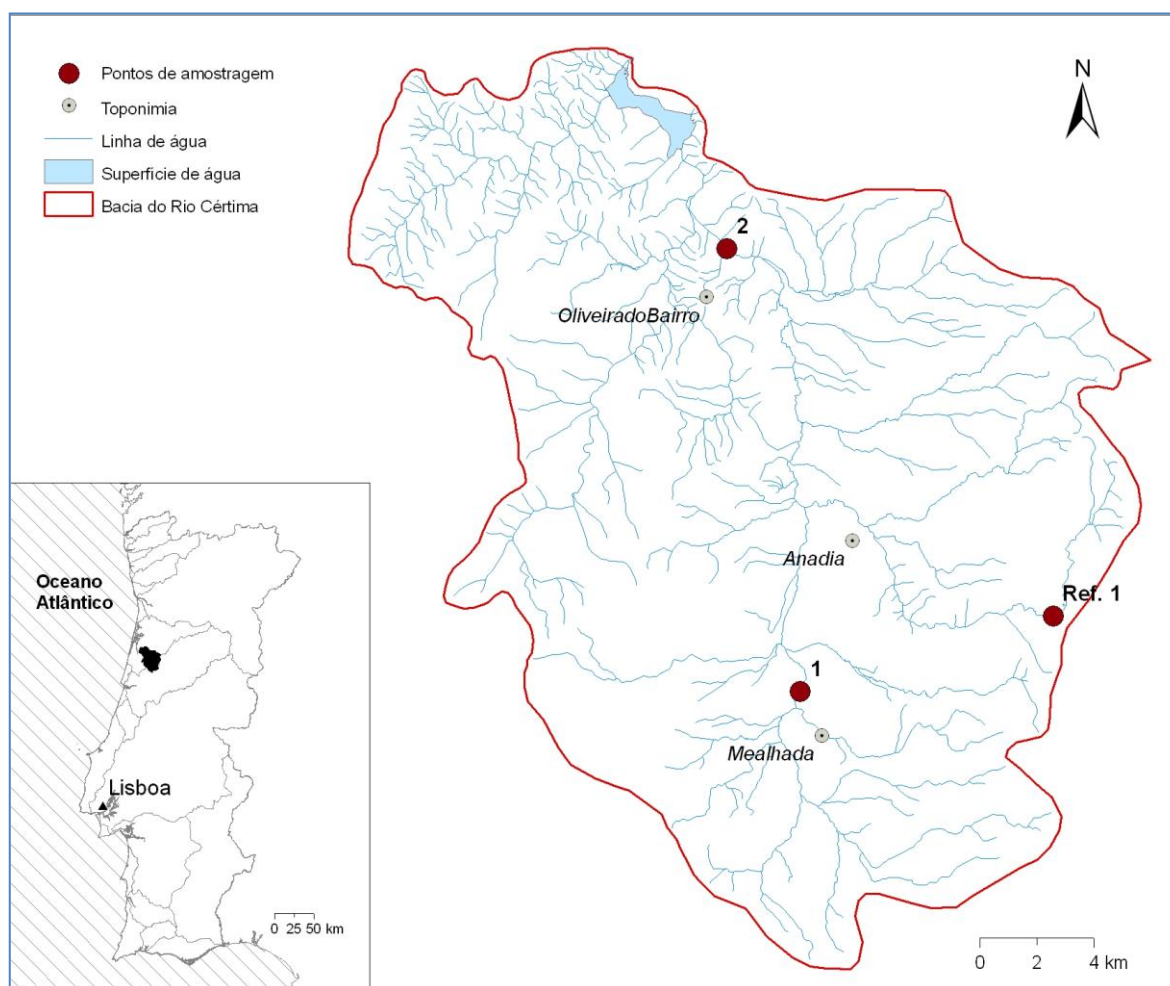 Pontos de amostragem
Toponimia
Linha de água
Superfície de água
Bacia do Rio Cértima
N
2
OliveiradoBairro
Anadia
Ref. 1
1
Mealhada
Oceano
Atlântico
Lisboa
0 25 50 km
0 2 4 km